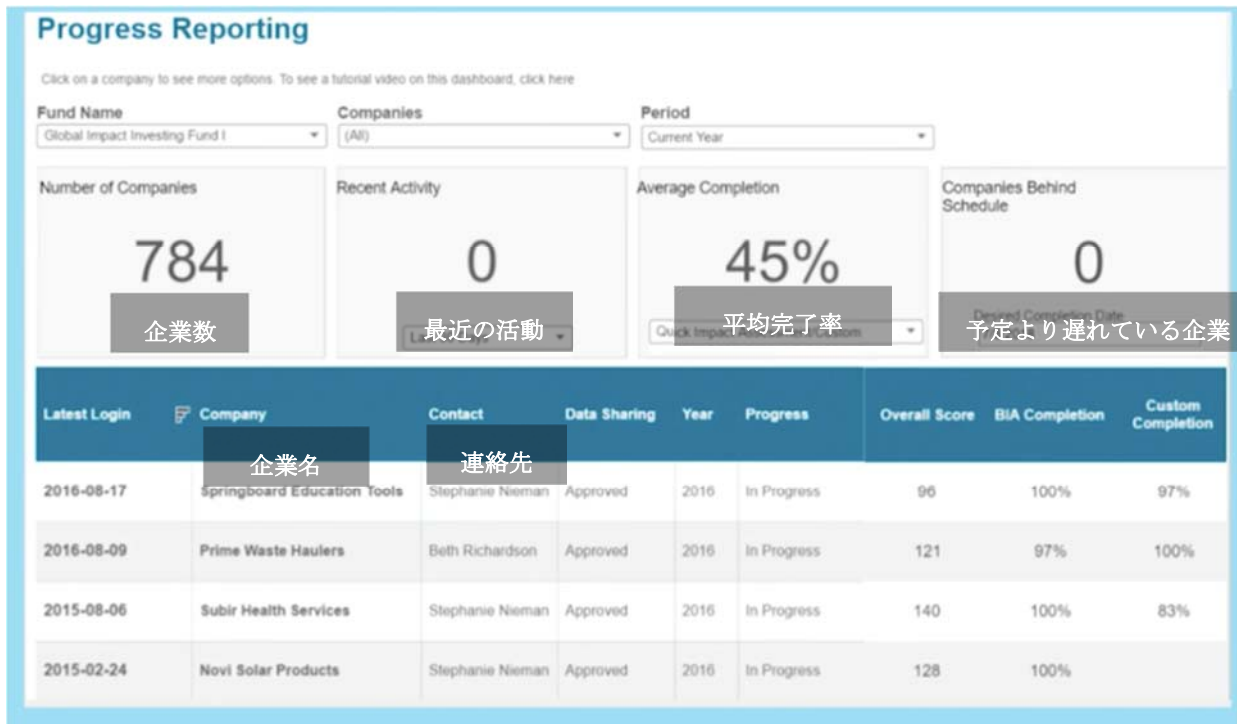 Progress Reporting
Click on a company to see more options. To see a tutorial video on this dashboard, click here
Fund Name Companies Period
Global Impact Investing Fund I (All) Current Year
Number of Companies Recent Activity Average Completion Companies Behind
Schedule
784 0 45% 0
Desired Completion Date
企業数 最近の活動 平均完了率 予定より遅れている企業
Quick Impact
Latest Login Company Contact Data Sharing Year Progress Overall Score BIA Completion Custom
Completion
企業名 連絡先
2016-08-17 Springboard Education Tools Stephanie Nieman Approved 2016 In Progress 96 100% 97%
2016-08-09 Prime Waste Haulers Beth Richardson Approved 2016 In Progress 121 97% 100%
2015-08-06 Subir Health Services Stephanie Nieman Approved 2016 In Progress 140 100% 83%
2015-02-24 Novi Solar Products Stephanie Nieman Approved 2016 In Progress 128 100%